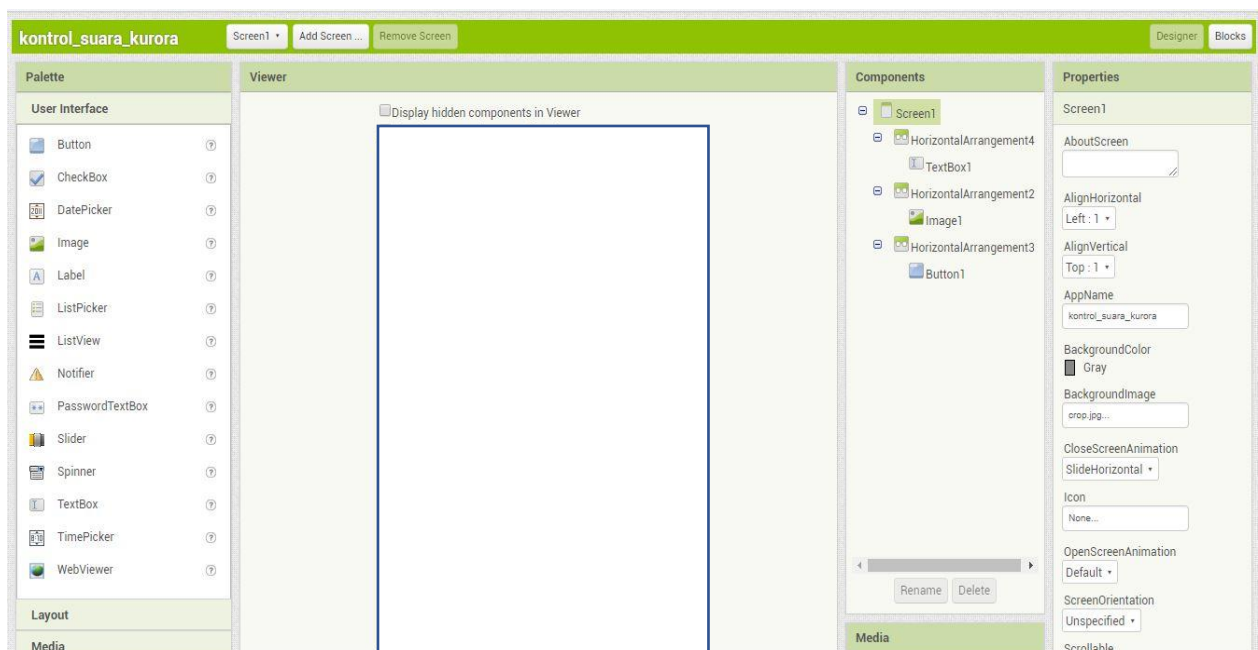 kontrol_suara_kurora
Screen1
Add Screen ...
Remove Screen
Designer
Blocks
Palette
User Interface
Button
CheckBox
DatePicker
Image
Label
ListPicker
ListView
Notifier
PasswordTextBox
Slider
Spinner
TextBox
TimePicker
WebViewer
Layout
Media
Viewer
Display hidden components in Viewer
Components
Screen1
HorizontalArrangement4
TextBox1
HorizontalArrangement2
Image1
HorizontalArrangement3
Button1
Rename
Delete
Media
Properties
Screen1
AboutScreen
AlignHorizontal
Left : 1
AlignVertical
Top : 1
AppName
kontrol_suara_kurora
BackgroundColor
Gray
BackgroundImage
crop.jpg...
CloseScreenAnimation
SlideHorizontal
Icon
None...
OpenScreenAnimation
Default
ScreenOrientation
Unspecified
Scrollable